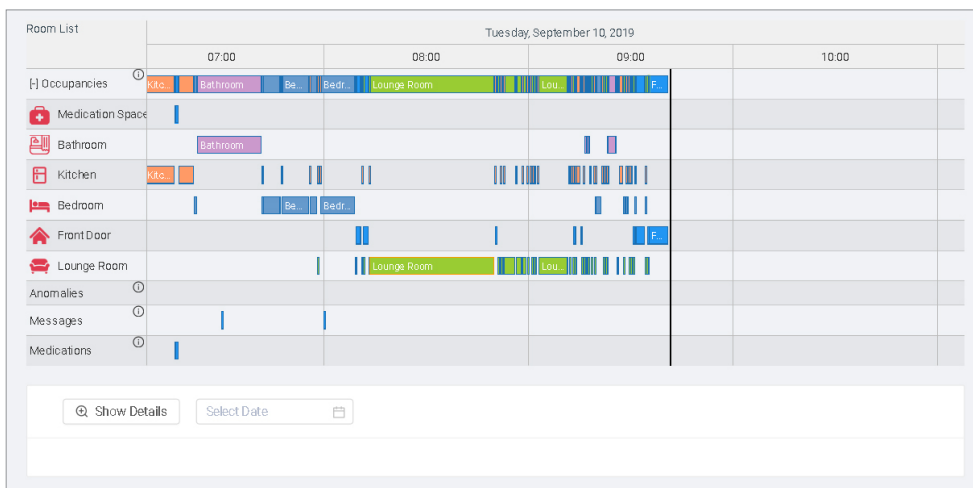 Room List
Tuesday, September 10, 2019
07:00 08:00 09:00 10:00
[-] Occupancies Kitc... Bathroom Be... Bedr... Lounge Room Lou... F...
Medication Space
Bathroom Bathroom
Kitchen Kitc...
Bedroom Be... Bedr...
Front Door F...
Lounge Room Lounge Room Lou...
Anomalies
Messages
Medications
Show Details Select Date